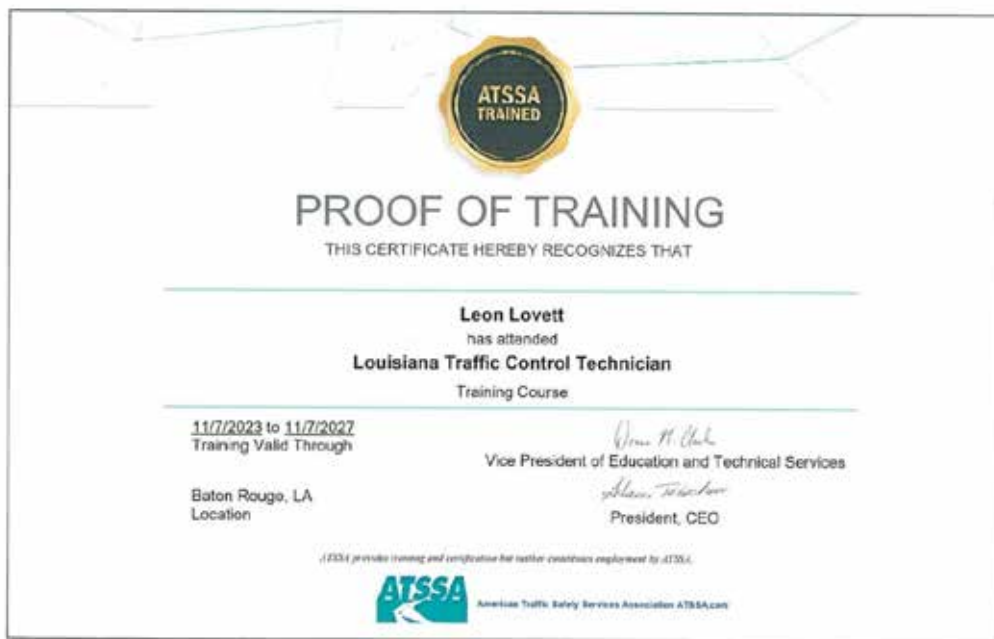 ATSSA
TRAINED
PROOF OF TRAINING
THIS CERTIFICATE HEREBY RECOGNIZES THAT
Leon Lovett
has attended
Louisiana Traffic Control Technician
Training Course
11/7/2023 to 11/7/2027
Training Valid Through
Vice President of Education and Technical Services
Baton Rouge, LA
Location
President, CEO
ATSSA provides training and certification but neither constitutes employment by ATSSA.
ATSSA
American Traffic Safety Services Association ATSSA.com